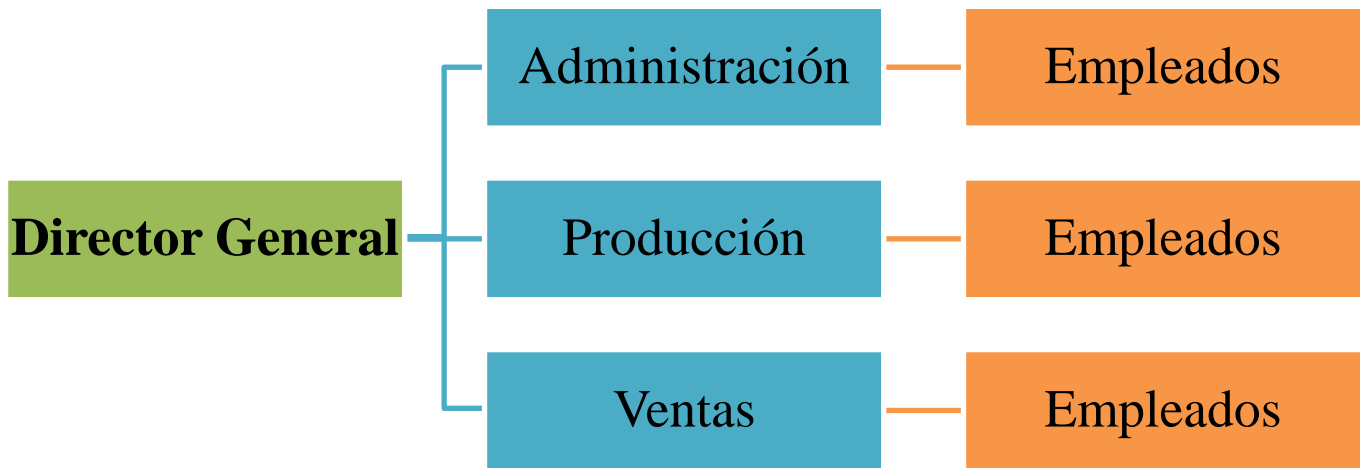 Administración
Empleados
Director General
Producción
Empleados
Ventas
Empleados